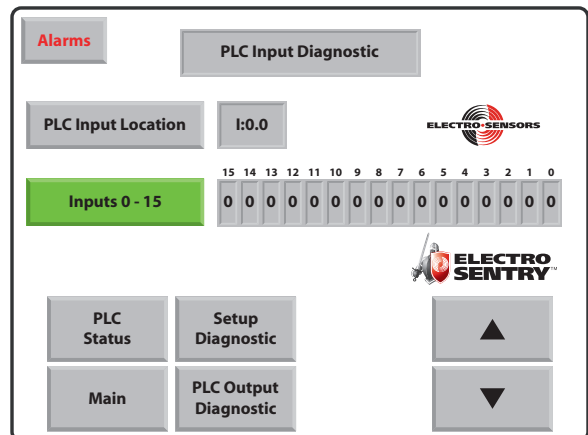 Alarms
PLC Input Diagnostic
PLC Input Location
I:0.0
ELECTRO-SENSORS
15 14 13 12 11 10 9 8 7 6 5 4 3 2 1 0
Inputs 0 - 15
0 0 0 0 0 0 0 0 0 0 0 0 0 0 0 0
ELECTRO
SENTRY™
PLC
Status
Setup
Diagnostic
▲
Main
PLC Output
Diagnostic
▼